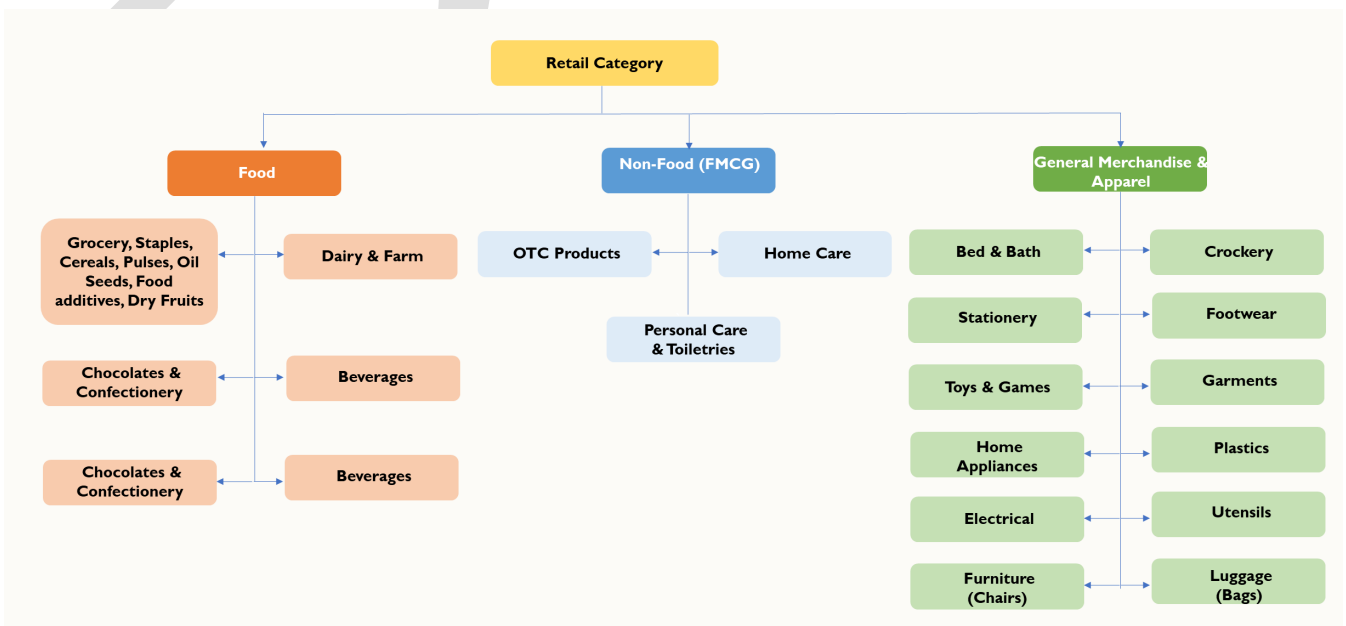 Retail Category
Food
Non-Food (FMCG)
General Merchandise &
Apparel
Grocery, Staples,
Cereals, Pulses, Oil
Seeds, Food
additives, Dry Fruits
Dairy & Farm
Chocolates &
Confectionery
Beverages
Chocolates &
Confectionery
Beverages
OTC Products
Home Care
Personal Care
& Toiletries
Bed & Bath
Crockery
Stationery
Footwear
Toys & Games
Garments
Home
Appliances
Plastics
Electrical
Utensils
Furniture
(Chairs)
Luggage
(Bags)